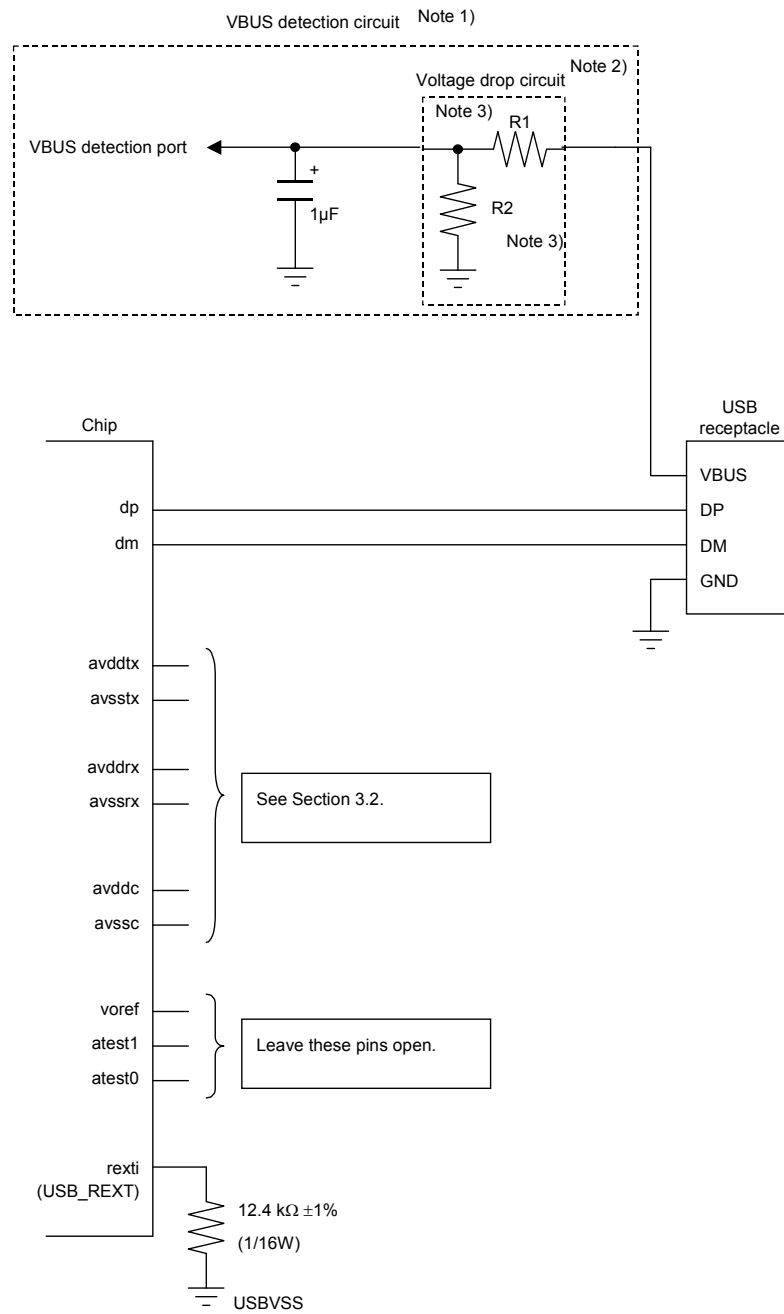 VBUS detection circuit Note 1)
Note 2)
Voltage drop circuit
Note 3)
R1
VBUS detection port
+
1µF
R2
Note 3)
USB
receptacle
Chip
VBUS
dp
DP
dm
DM
GND
avddtx
avsstx
avddrx
See Section 3.2.
avssrx
avddc
avssc
voref
atest1
Leave these pins open.
atest0
rexti
(USB_REXT)
12.4 kΩ ±1%
(1/16W)
USBVSS